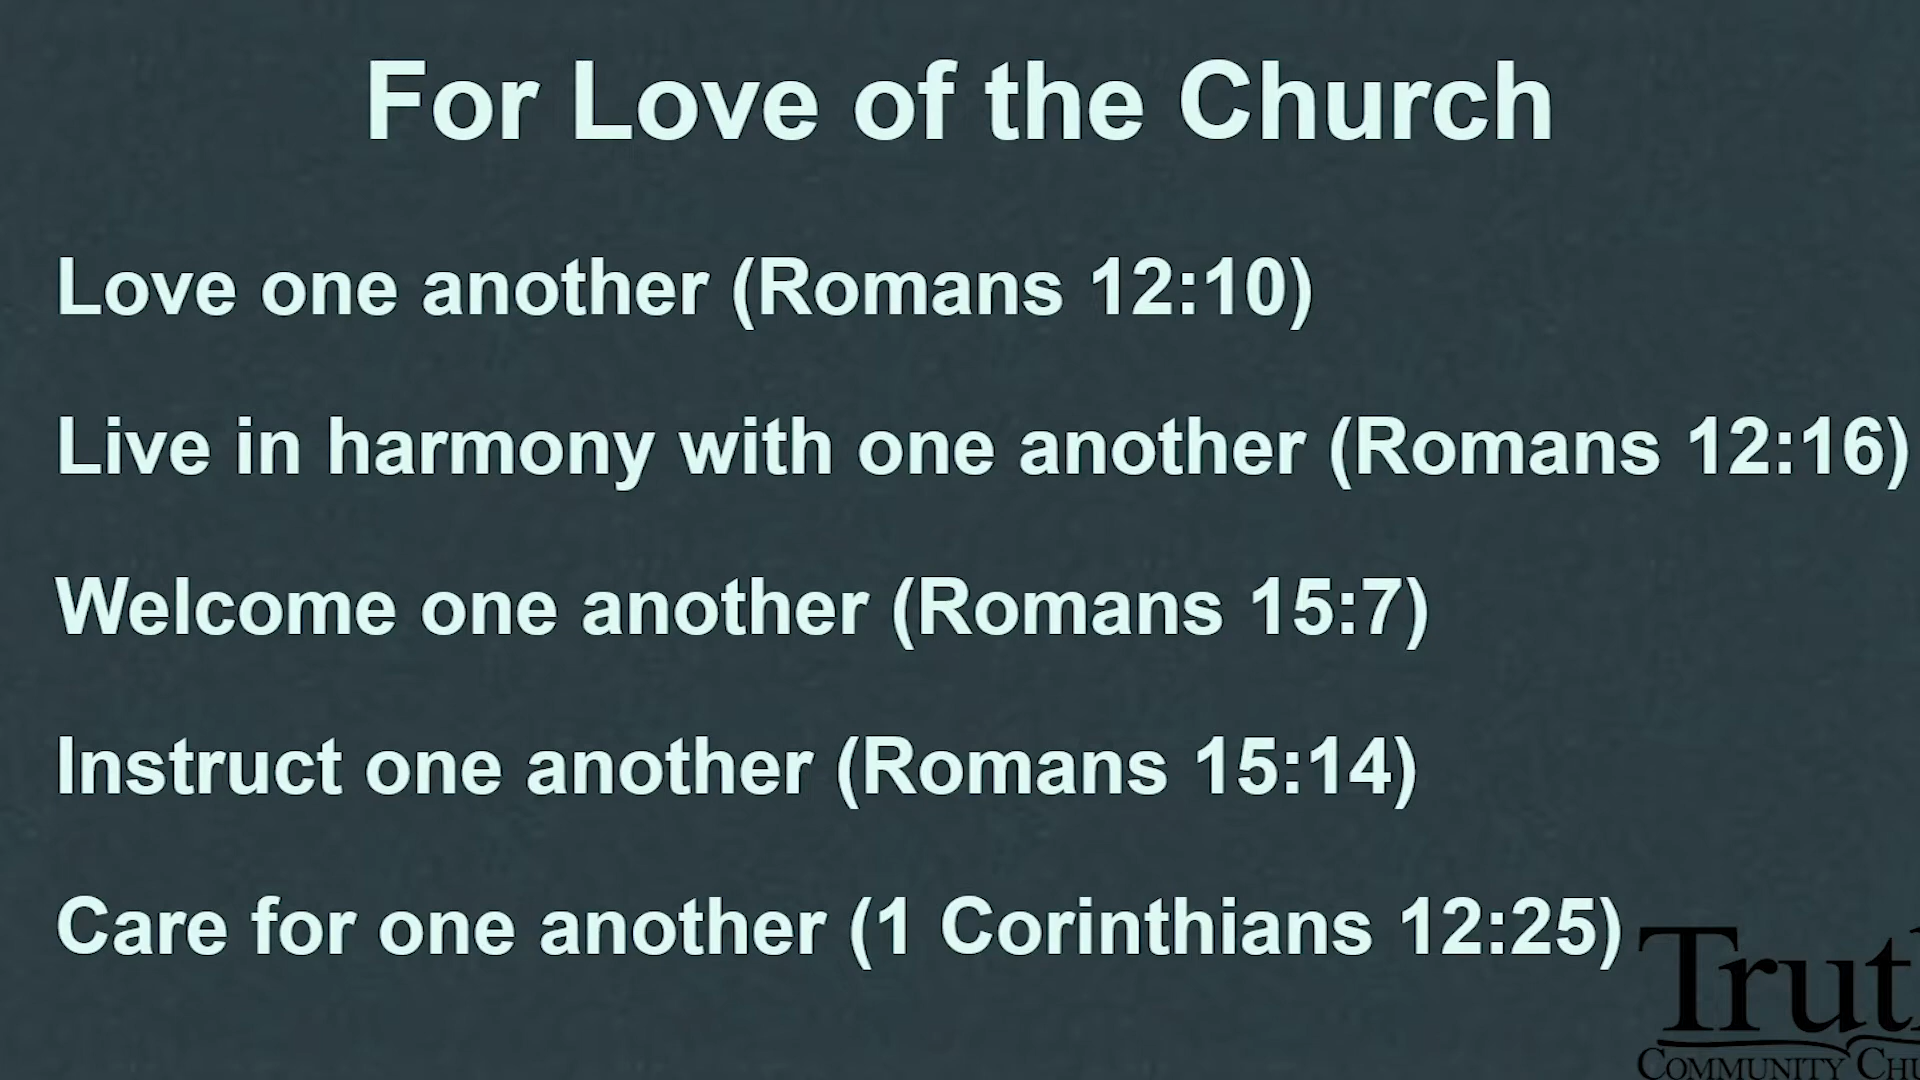 For Love of the Church
Love one another (Romans 12:10)
Live in harmony with one another (Romans 12:16)
Welcome one another (Romans 15:7)
Instruct one another (Romans 15:14)
Care for one another (1 Corinthians 12:25)
COMMUNITY